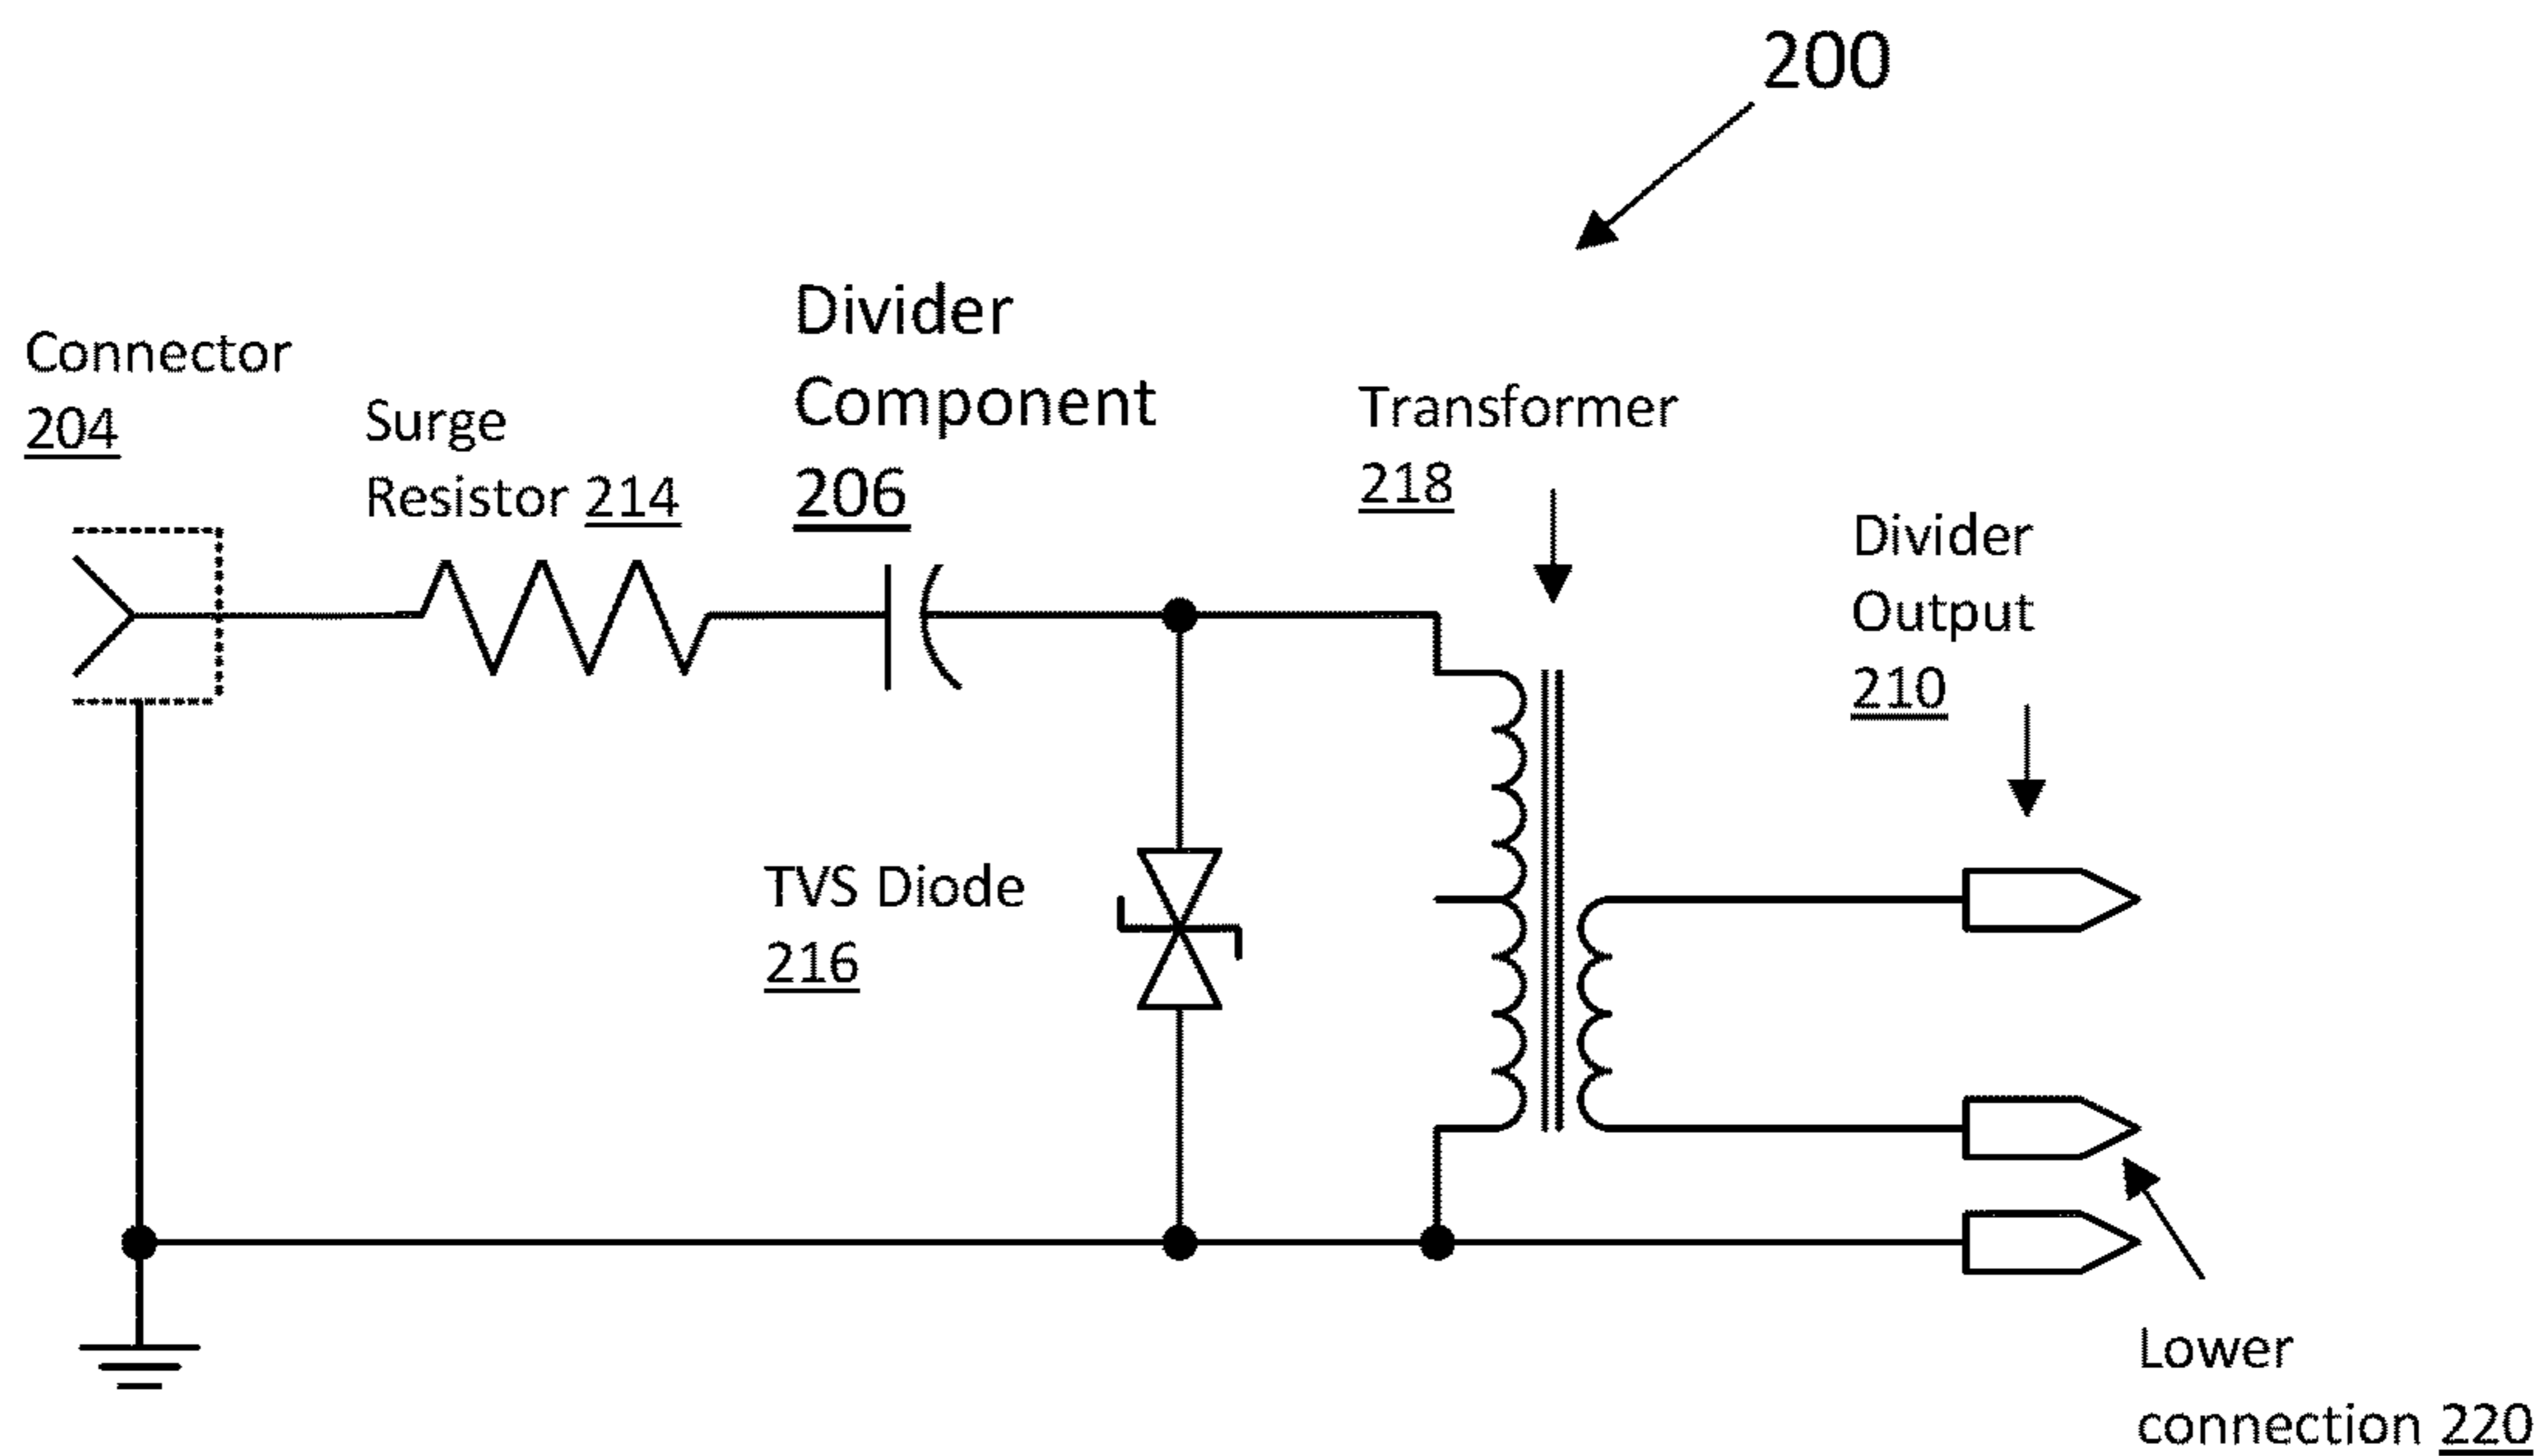 200
Connector
204
Surge
Resistor 214
Divider
Component
206
Transformer
218
Divider
Output
210
TVS Diode
216
Lower
connection 220